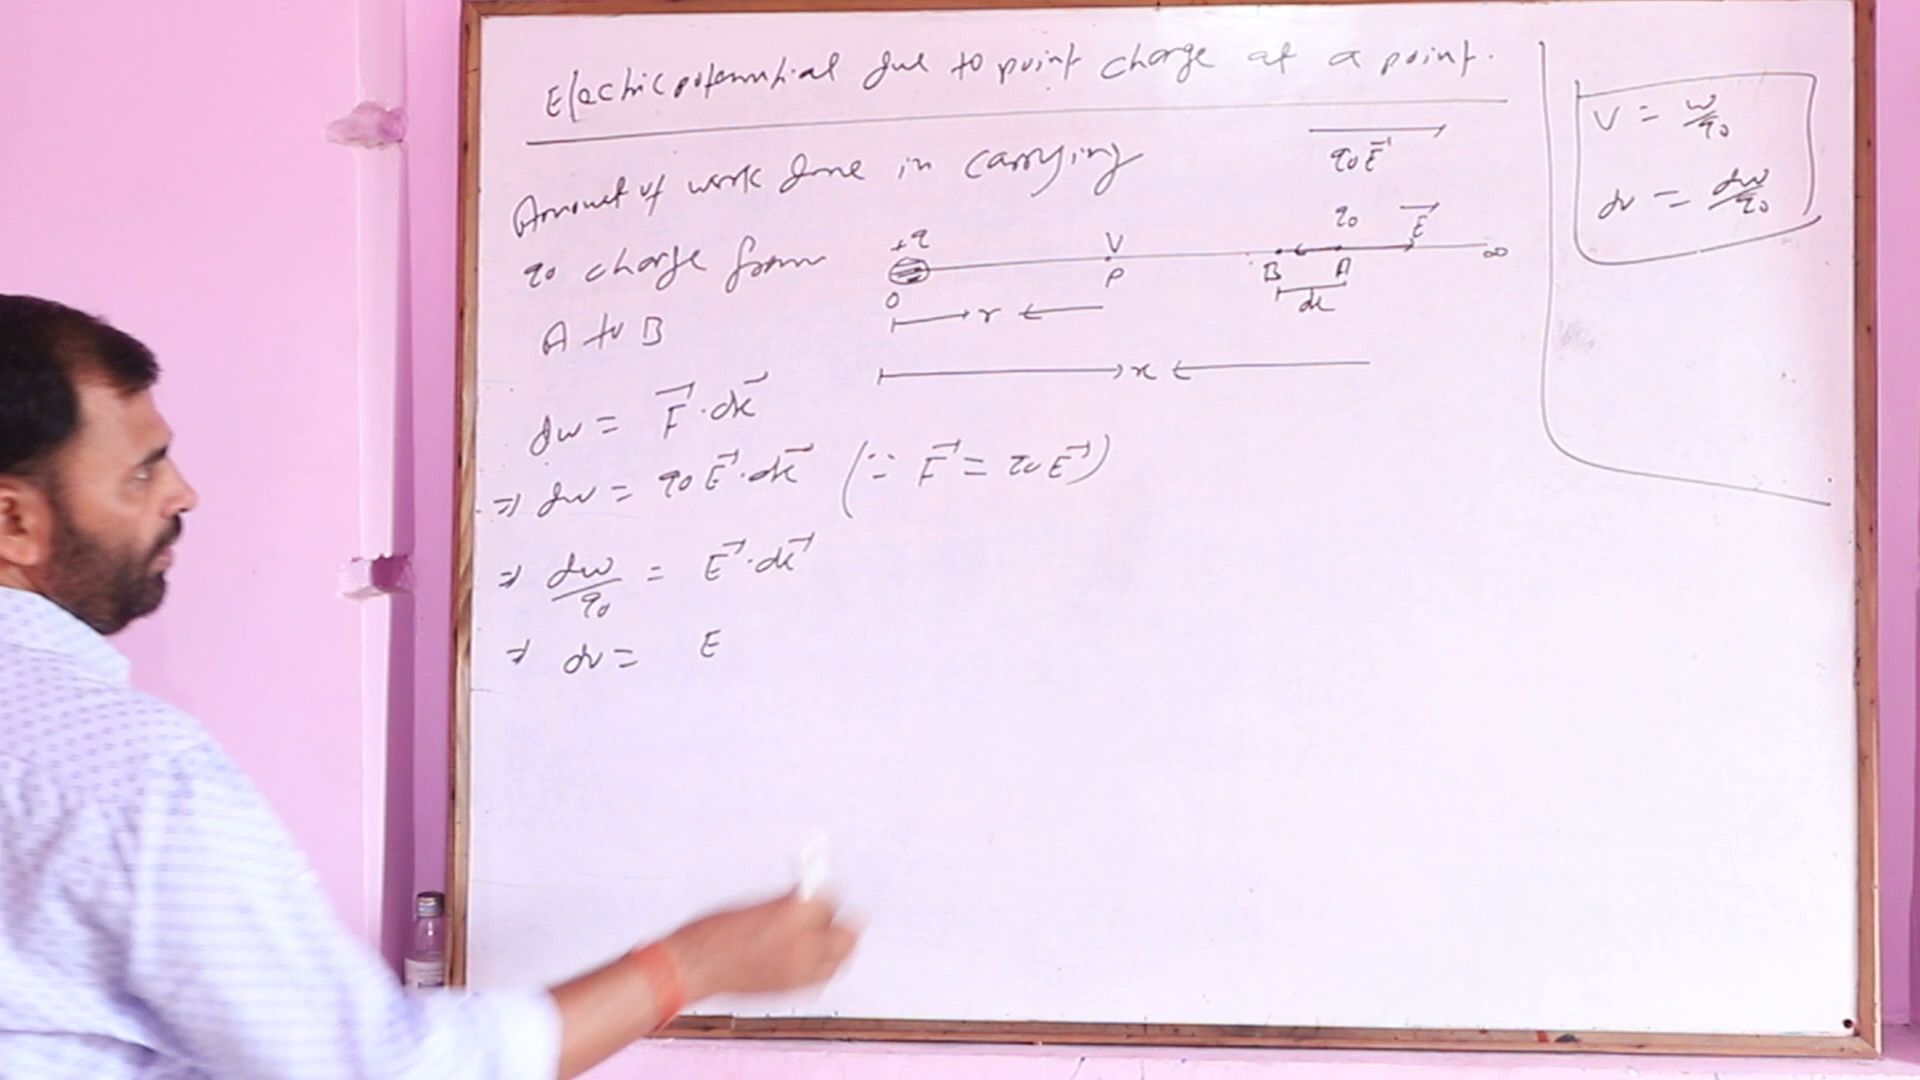 Electric potential due to point charge at a point.
Amount of work done in carrying
q₀ charge from
A to B
dw = F⃗ . dx⃗
⇒ dw = q₀ E⃗ . dx⃗ (∵ F⃗ = q₀ E⃗)
⇒ dw/q₀ = E⃗ . dx⃗
⇒ dv = E
q₀ E⃗
+q V q₀ E⃗
O P B A ∞
r dx
x
V = w/q₀
dv = dw/q₀